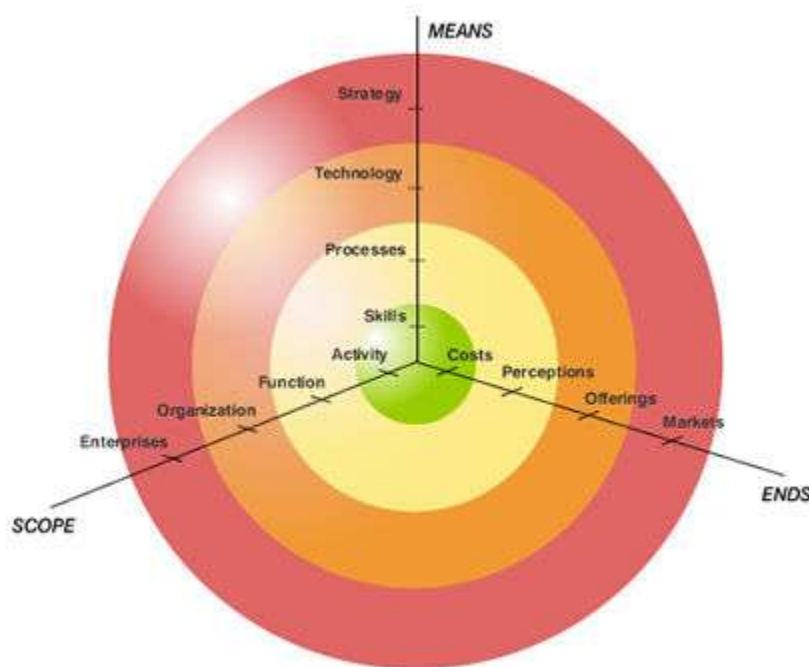 MEANS
Strategy
Technology
Processes
Skills
Activity
Costs
Function
Perceptions
Organization
Offerings
Enterprises
Markets
SCOPE
ENDS